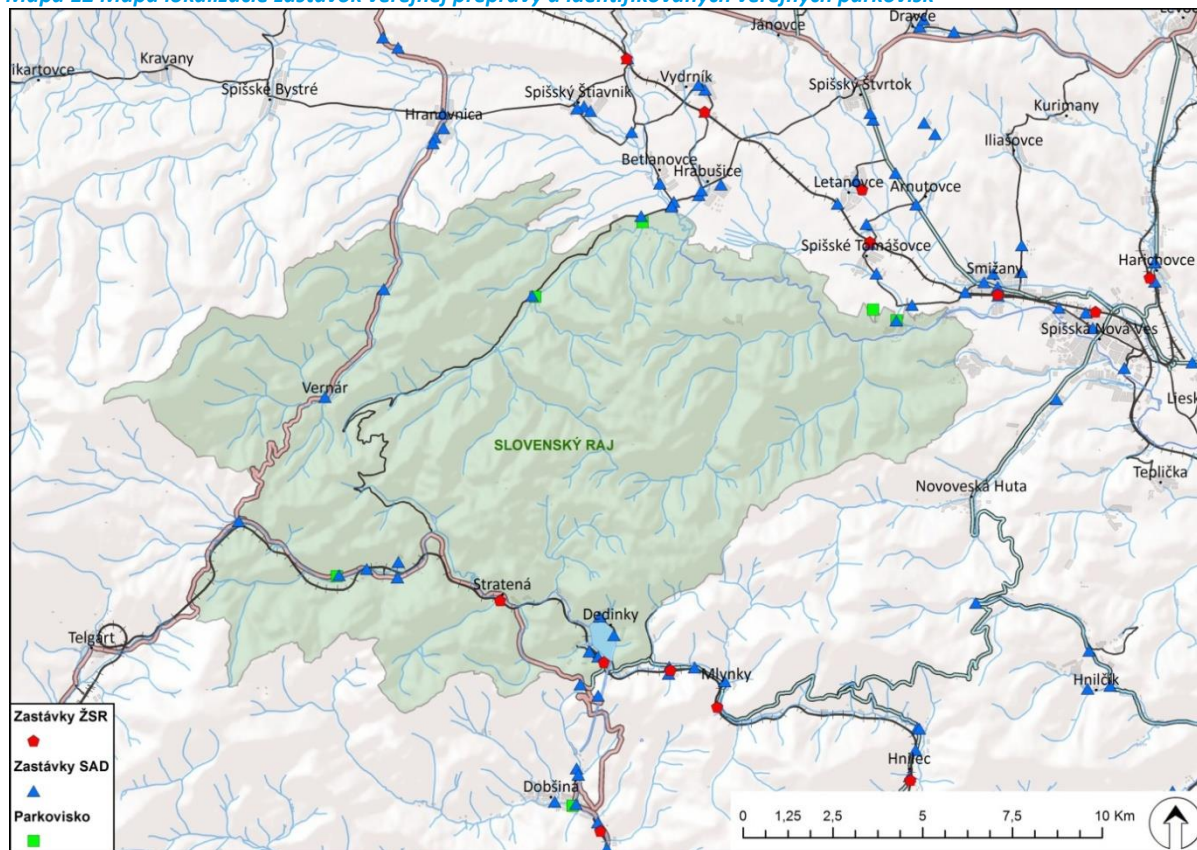 Mapa 12 Mapa lokalizácie zastávok verejnej prepravy a identifikovaných verejných parkovísk
Jánovce
Dravce
Kravany
Vikartovce
Spišské Bystré
Hranovnica
Spišský Štiavnik
Vydrník
Spišský Štvrtok
Kurimany
Iliašovce
Betlanovce
Hrabušice
Letanovce
Arnutovce
Spišské Tomášovce
Smižany
Harichovce
Spišská Nová Ves
Vernár
Liesk
SLOVENSKÝ RAJ
Teplička
Novoveská Huta
Stratená
Dedinky
Telgárt
Mlynky
Hnilčík
Hnilec
Dobšiná
Zastávky ŽSR
Zastávky SAD
Parkovisko
0 1,25 2,5 5 7,5 10 Km